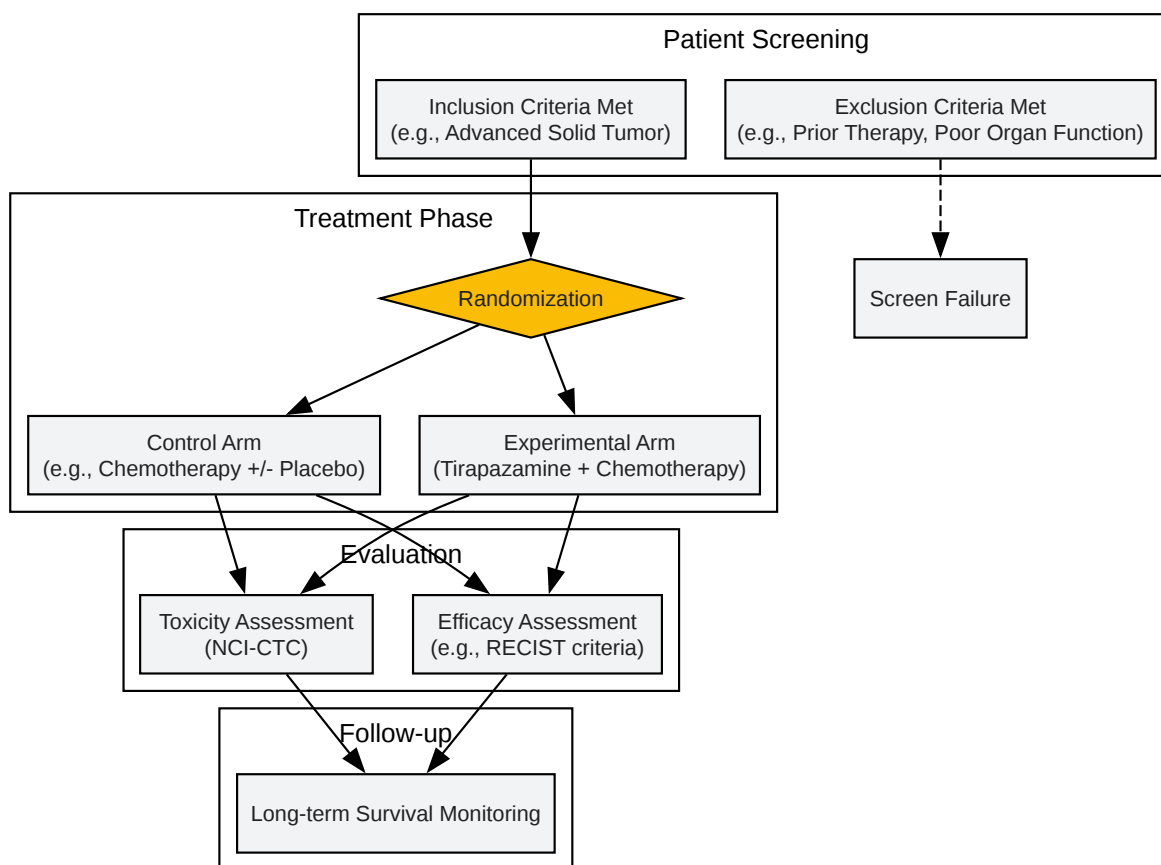 Patient Screening
Inclusion Criteria Met
(e.g., Advanced Solid Tumor)
Exclusion Criteria Met
(e.g., Prior Therapy, Poor Organ Function)
Treatment Phase
Randomization
Screen Failure
Control Arm
(e.g., Chemotherapy +/- Placebo)
Experimental Arm
(Tirapazamine + Chemotherapy)
Evaluation
Toxicity Assessment
(NCI-CTC)
Efficacy Assessment
(e.g., RECIST criteria)
Follow-up
Long-term Survival Monitoring